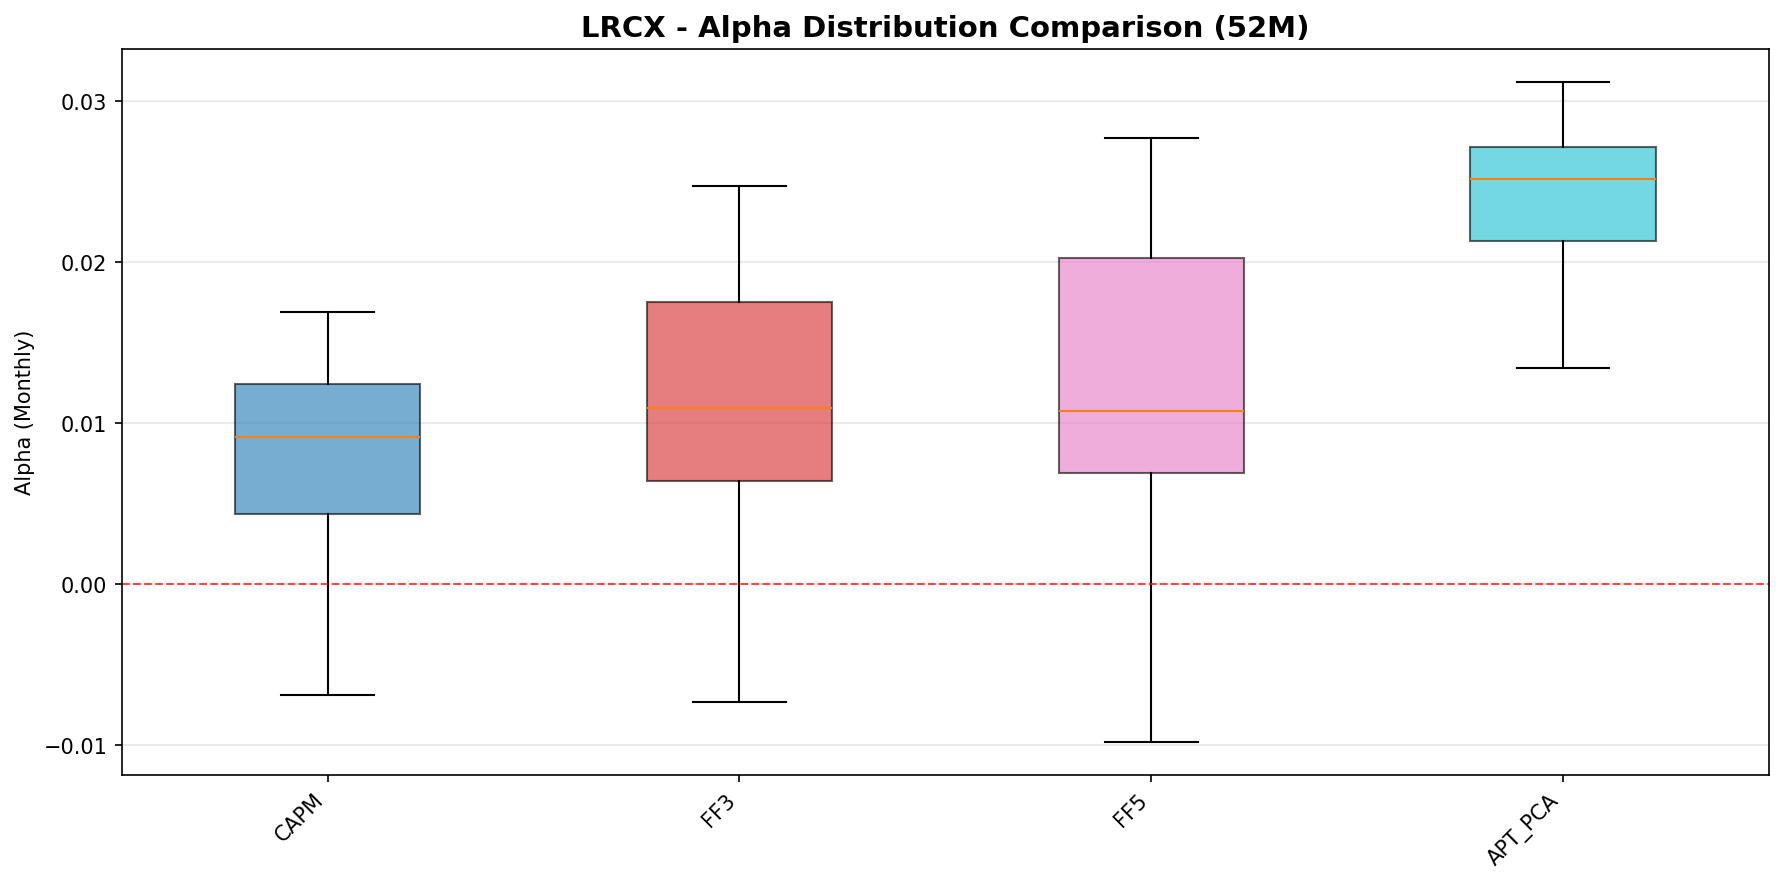 LRCX - Alpha Distribution Comparison (52M)
Alpha (Monthly)
0.03
0.02
0.01
0.00
−0.01
CAPM
FF3
FF5
APT_PCA